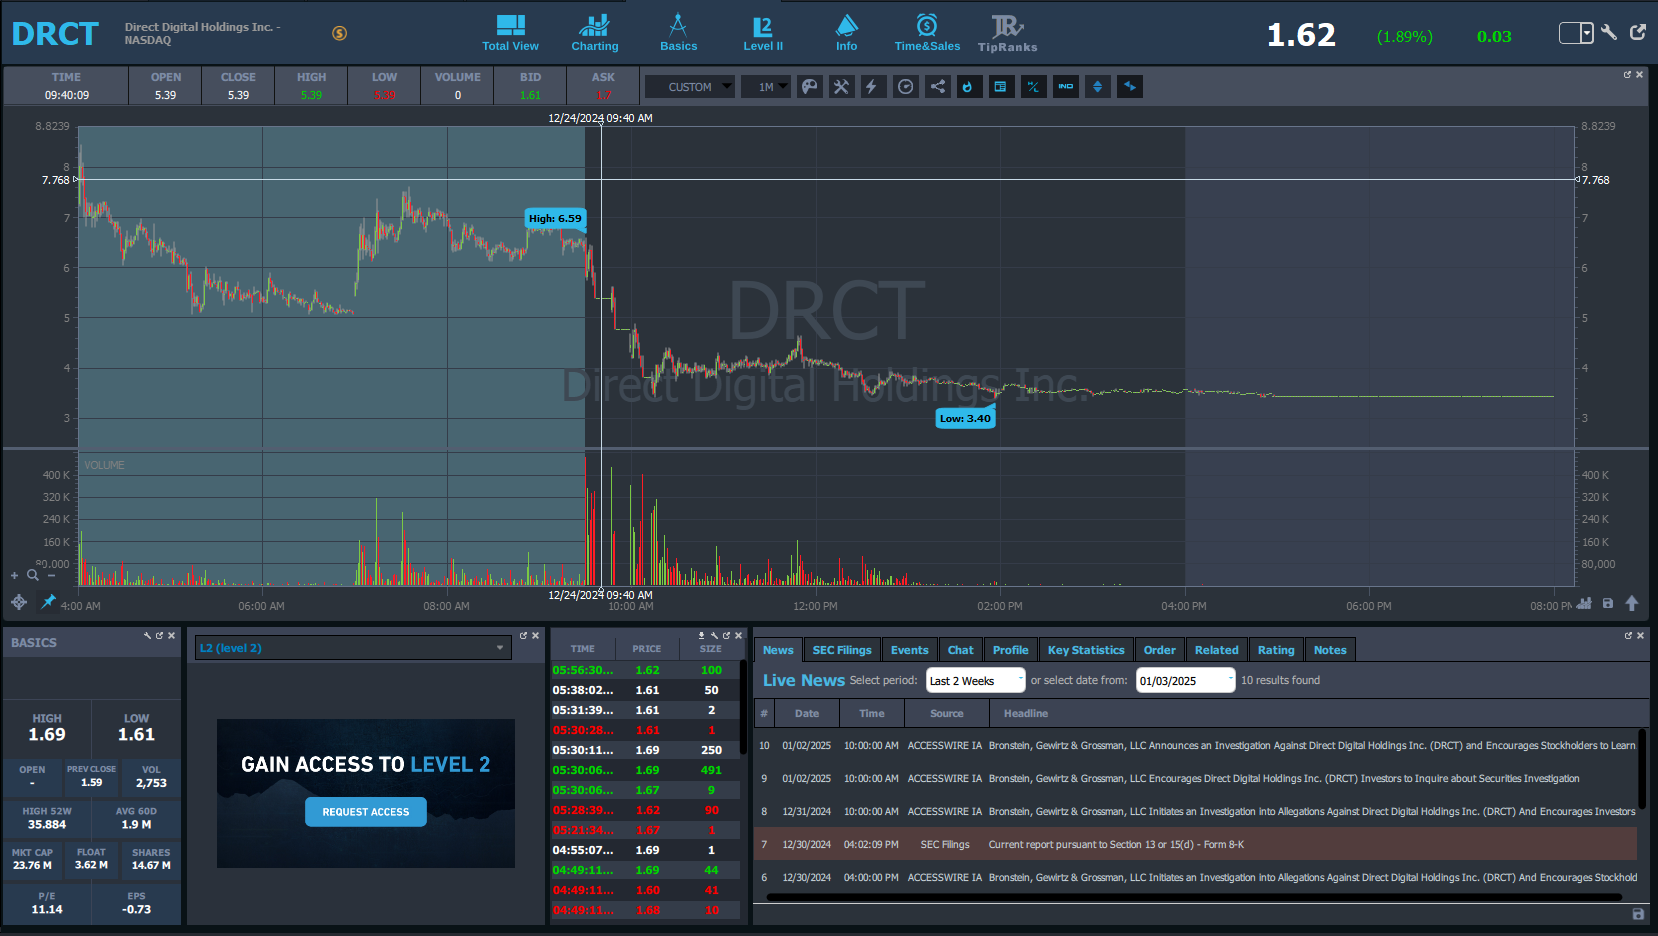 DRCT
Direct Digital Holdings Inc. -
NASDAQ
Total View
Charting
Basics
L2
Level II
Info
Time&Sales
TipRanks
1.62
(1.89%)
0.03
TIME OPEN CLOSE HIGH LOW VOLUME BID ASK
09:40:09 5.39 5.39 5.39 5.39 0 1.61 1.7
CUSTOM
1M
12/24/2024 09:40 AM
8.8239 8.8239
8 8
7.768 7.768
7 7
High: 6.59
6 6
DRCT
5 5
4 4
Direct Digital Holdings Inc.
Low: 3.40
3 3
VOLUME
400 K 400 K
320 K 320 K
240 K 240 K
160 K 160 K
80,000 80,000
12/24/2024 09:40 AM
4:00 AM 06:00 AM 08:00 AM 10:00 AM 12:00 PM 02:00 PM 04:00 PM 06:00 PM 08:00 PM
BASICS
HIGH LOW
1.69 1.61
OPEN PREV CLOSE VOL
- 1.59 2,753
HIGH 52W AVG 60D
35.884 1.9 M
MKT CAP FLOAT SHARES
23.76 M 3.62 M 14.67 M
P/E EPS
11.14 -0.73
L2 (level 2)
GAIN ACCESS TO LEVEL 2
REQUEST ACCESS
TIME PRICE SIZE
05:56:30... 1.62 100
05:38:02... 1.61 50
05:31:39... 1.61 2
05:30:28... 1.61 1
05:30:11... 1.69 250
05:30:06... 1.69 491
05:30:06... 1.67 9
05:28:39... 1.62 90
05:21:34... 1.67 1
04:55:07... 1.69 1
04:49:11... 1.69 44
04:49:11... 1.60 41
04:49:11... 1.68 10
News SEC Filings Events Chat Profile Key Statistics Order Related Rating Notes
Live News Select period: Last 2 Weeks or select date from: 01/03/2025 10 results found
# Date Time Source Headline
10 01/02/2025 10:00:00 AM ACCESSWIRE IA Bronstein, Gewirtz & Grossman, LLC Announces an Investigation Against Direct Digital Holdings Inc. (DRCT) and Encourages Stockholders to Learn
9 01/02/2025 10:00:00 AM ACCESSWIRE IA Bronstein, Gewirtz & Grossman, LLC Encourages Direct Digital Holdings Inc. (DRCT) Investors to Inquire about Securities Investigation
8 12/31/2024 10:00:00 AM ACCESSWIRE IA Bronstein, Gewirtz & Grossman, LLC Initiates an Investigation into Allegations Against Direct Digital Holdings Inc. (DRCT) And Encourages Investors
7 12/30/2024 04:02:09 PM SEC Filings Current report pursuant to Section 13 or 15(d) - Form 8-K
6 12/30/2024 04:00:00 PM ACCESSWIRE IA Bronstein, Gewirtz & Grossman, LLC Initiates an Investigation into Allegations Against Direct Digital Holdings Inc. (DRCT) And Encourages Stockhold